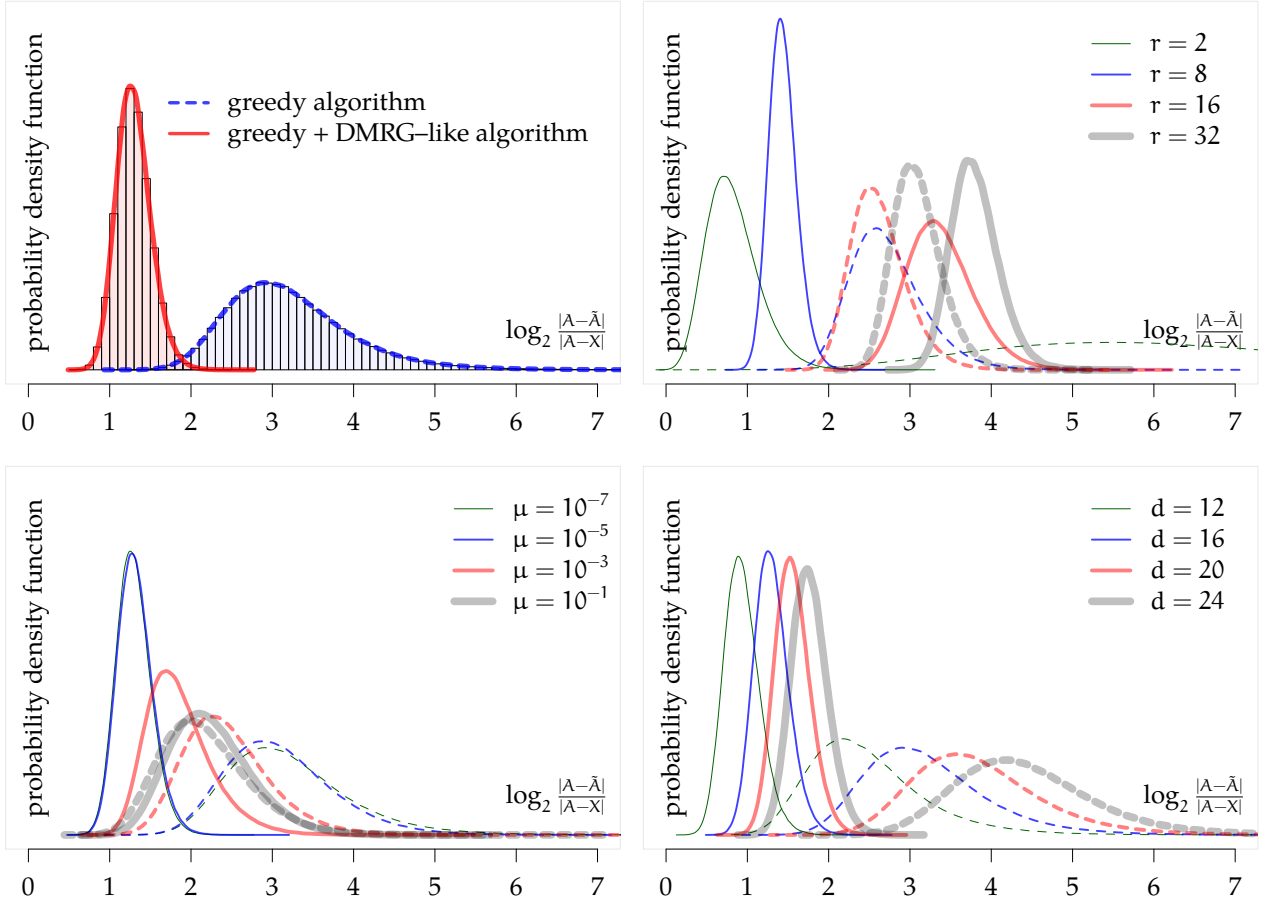 probability density function
greedy algorithm
greedy + DMRG–like algorithm
log₂ |A−Ã|/|A−X|
0 1 2 3 4 5 6 7
probability density function
r = 2
r = 8
r = 16
r = 32
log₂ |A−Ã|/|A−X|
0 1 2 3 4 5 6 7
probability density function
μ = 10⁻⁷
μ = 10⁻⁵
μ = 10⁻³
μ = 10⁻¹
log₂ |A−Ã|/|A−X|
0 1 2 3 4 5 6 7
probability density function
d = 12
d = 16
d = 20
d = 24
log₂ |A−Ã|/|A−X|
0 1 2 3 4 5 6 7